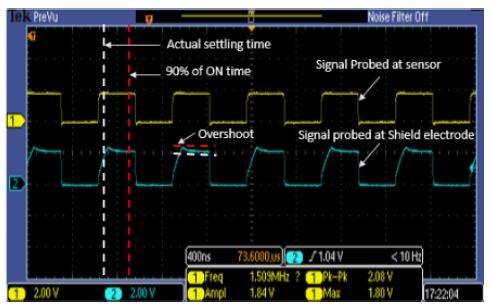 Tek PreVu
Noise Filter Off
Actual settling time
90% of ON time
Signal Probed at sensor
Overshoot
Signal probed at Shield electrode
1
2
400ns 73.6000µs 2 1.04 V < 10 Hz
1 Freq 1.509MHz ? 1 Pk-Pk 2.08 V
1 Ampl 1.84 V 1 Max 1.80 V
1 2.00 V 2 2.00 V 17:22:04